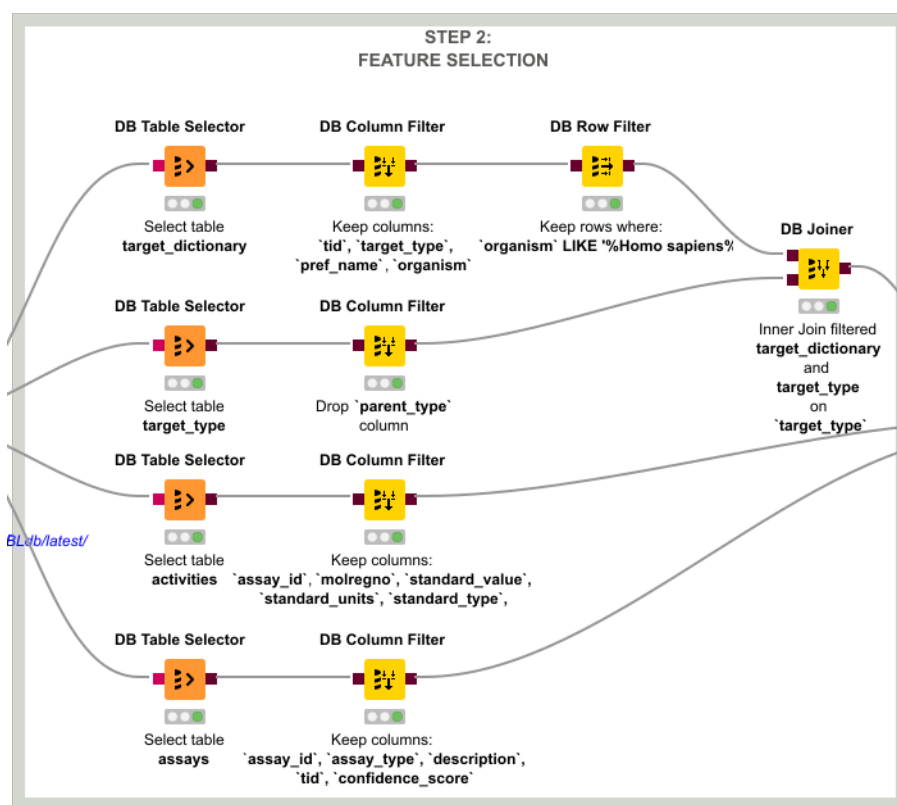 STEP 2:
FEATURE SELECTION
DB Table Selector
DB Column Filter
DB Row Filter
Select table
target_dictionary
Keep columns:
`tid`, `target_type`,
`pref_name`, `organism`
Keep rows where:
`organism` LIKE '%Homo sapiens%
DB Joiner
Inner Join filtered
target_dictionary
and
target_type
on
`target_type`
DB Table Selector
DB Column Filter
Select table
target_type
Drop `parent_type`
column
DB Table Selector
DB Column Filter
BLdb/latest/
Select table
activities
Keep columns:
`assay_id`, `molregno`, `standard_value`,
`standard_units`, `standard_type`,
DB Table Selector
DB Column Filter
Select table
assays
Keep columns:
`assay_id`, `assay_type`, `description`,
`tid`, `confidence_score`